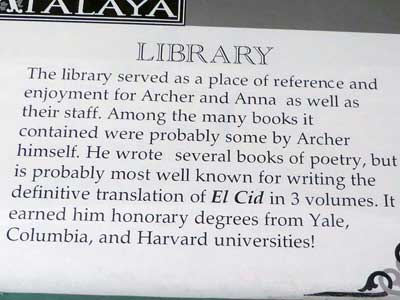 ATALAYA
LIBRARY
The library served as a place of reference and
enjoyment for Archer and Anna as well as
their staff. Among the many books it
contained were probably some by Archer
himself. He wrote several books of poetry, but
is probably most well known for writing the
definitive translation of El Cid in 3 volumes. It
earned him honorary degrees from Yale,
Columbia, and Harvard universities!